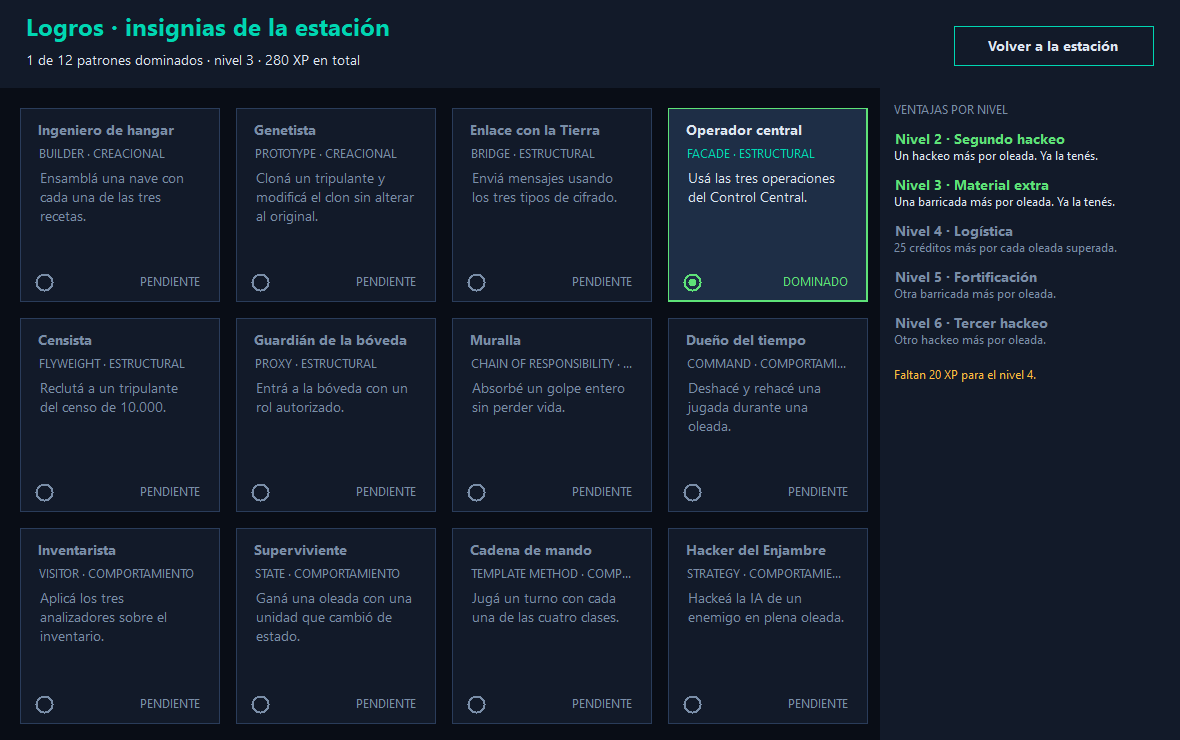 Logros · insignias de la estación
1 de 12 patrones dominados · nivel 3 · 280 XP en total
Volver a la estación
Ingeniero de hangar
BUILDER · CREACIONAL
Ensamblá una nave con
cada una de las tres
recetas.
PENDIENTE
Genetista
PROTOTYPE · CREACIONAL
Cloná un tripulante y
modificá el clon sin alterar
al original.
PENDIENTE
Enlace con la Tierra
BRIDGE · ESTRUCTURAL
Enviá mensajes usando
los tres tipos de cifrado.
PENDIENTE
Operador central
FACADE · ESTRUCTURAL
Usá las tres operaciones
del Control Central.
DOMINADO
Censista
FLYWEIGHT · ESTRUCTURAL
Reclutá a un tripulante
del censo de 10.000.
PENDIENTE
Guardián de la bóveda
PROXY · ESTRUCTURAL
Entrá a la bóveda con un
rol autorizado.
PENDIENTE
Muralla
CHAIN OF RESPONSIBILITY · ...
Absorbé un golpe entero
sin perder vida.
PENDIENTE
Dueño del tiempo
COMMAND · COMPORTAMI...
Deshacé y rehacé una
jugada durante una
oleada.
PENDIENTE
Inventarista
VISITOR · COMPORTAMIENTO
Aplicá los tres
analizadores sobre el
inventario.
PENDIENTE
Superviviente
STATE · COMPORTAMIENTO
Ganá una oleada con una
unidad que cambió de
estado.
PENDIENTE
Cadena de mando
TEMPLATE METHOD · COMP...
Jugá un turno con cada
una de las cuatro clases.
PENDIENTE
Hacker del Enjambre
STRATEGY · COMPORTAMIE...
Hackeá la IA de un
enemigo en plena oleada.
PENDIENTE
VENTAJAS POR NIVEL
Nivel 2 · Segundo hackeo
Un hackeo más por oleada. Ya la tenés.
Nivel 3 · Material extra
Una barricada más por oleada. Ya la tenés.
Nivel 4 · Logística
25 créditos más por cada oleada superada.
Nivel 5 · Fortificación
Otra barricada más por oleada.
Nivel 6 · Tercer hackeo
Otro hackeo más por oleada.
Faltan 20 XP para el nivel 4.